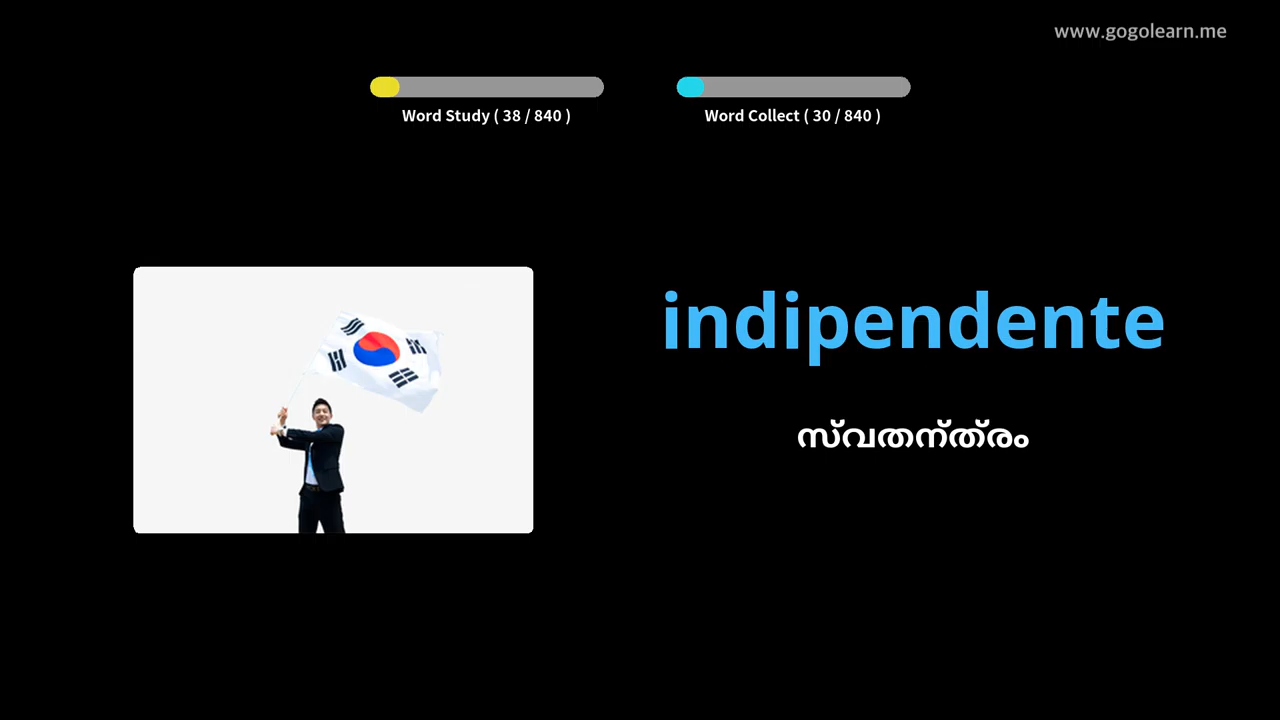 www.gogolearn.me
Word Study ( 38 / 840 )
Word Collect ( 30 / 840 )
indipendente
സ്വതന്ത്രം